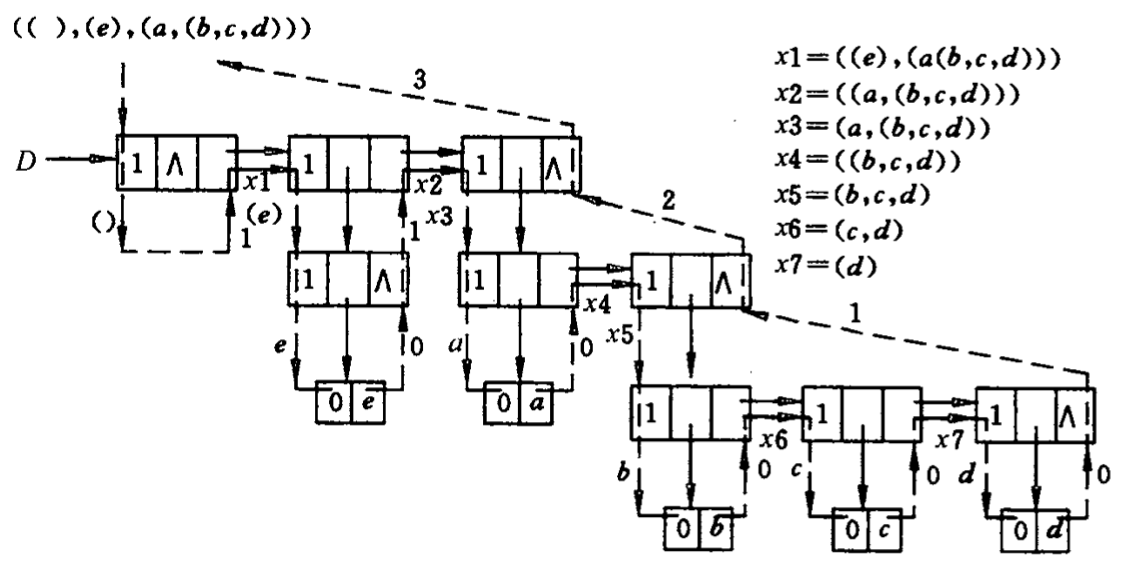 (( ),(e),(a,(b,c,d)))
x1=((e),(a(b,c,d)))
x2=((a,(b,c,d)))
x3=(a,(b,c,d))
x4=((b,c,d))
x5=(b,c,d)
x6=(c,d)
x7=(d)
3
D
1 Λ
1
1 Λ
x1
x2
()
1
(e)
1
x3
2
1 Λ
1
1 Λ
x4
1
e
0
a
0
x5
0 e
0 a
1
1
1 Λ
x6
x7
b
0
c
0
d
0
0 b
0 c
0 d